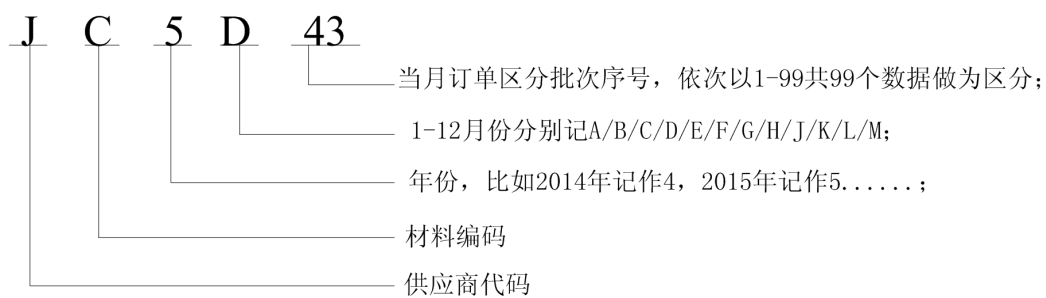 J C 5 D 43
当月订单区分批次序号，依次以1-99共99个数据做为区分；
1-12月份分别记A/B/C/D/E/F/G/H/J/K/L/M；
年份，比如2014年记作4，2015年记作5......；
材料编码
供应商代码